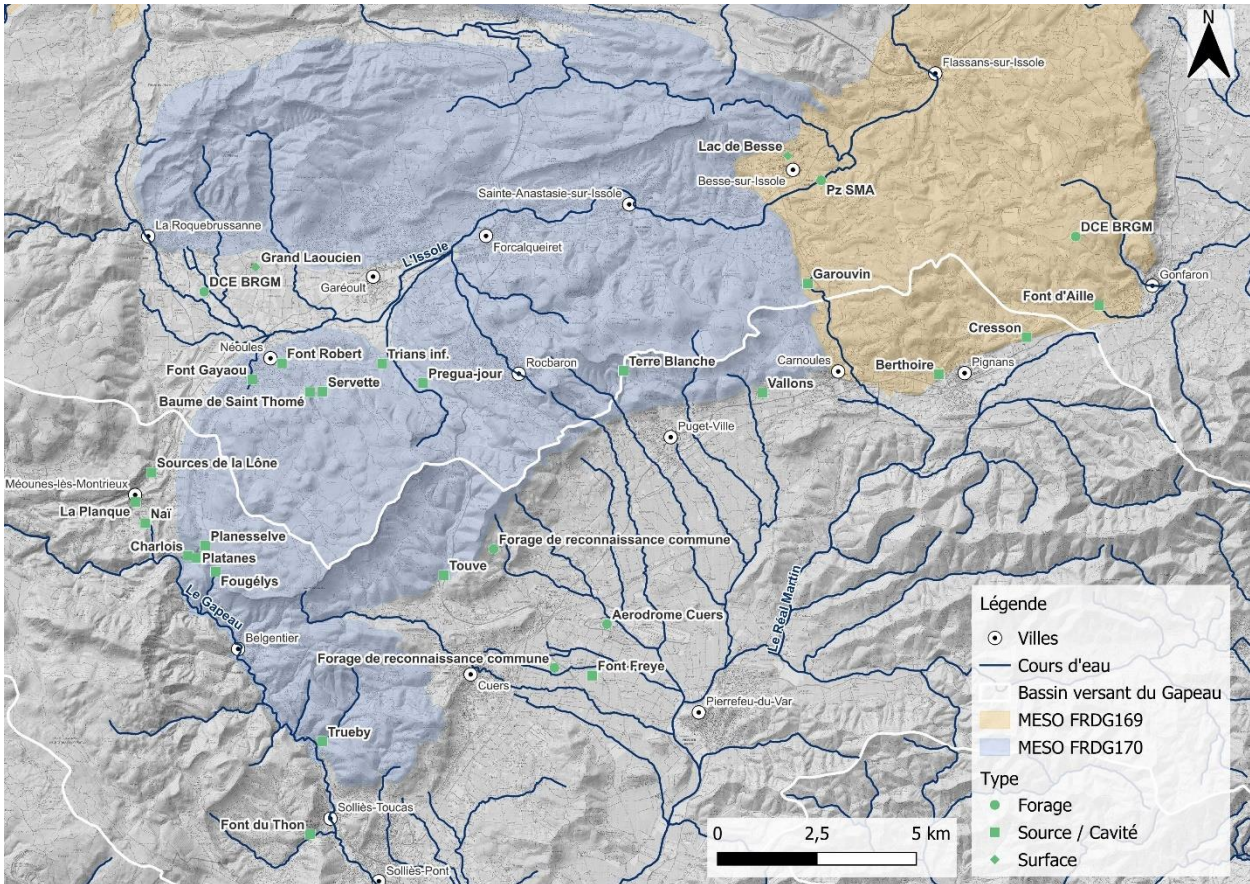 N
Flassans-sur-Issole
Lac de Besse
Besse-sur-Issole
Pz SMA
Sainte-Anastasie-sur-Issole
La Roquebrussanne
Forcalqueiret
DCE BRGM
L'Issole
Grand Laoucien
Garéoult
DCE BRGM
Garouvin
Gonfaron
Font d'Aille
Cresson
Néoules
Font Robert
Trians inf.
Rocbaron
Terre Blanche
Carnoules
Berthoire
Pignans
Font Gayaou
Pregua-jour
Servette
Vallons
Baume de Saint Thomé
Puget-Ville
Sources de la Lône
Méounes-lès-Montrieux
La Planque
Naï
Planesselve
Forage de reconnaissance commune
Charlois
Platanes
Fougélys
Touve
Le Gapeau
Le Réal Martin
Aerodrome Cuers
Belgentier
Forage de reconnaissance commune
Font Freye
Cuers
Pierrefeu-du-Var
Trueby
Solliès-Toucas
Font du Thon
Solliès-Pont
0 2,5 5 km
Légende
Villes
Cours d'eau
Bassin versant du Gapeau
MESO FRDG169
MESO FRDG170
Type
Forage
Source / Cavité
Surface